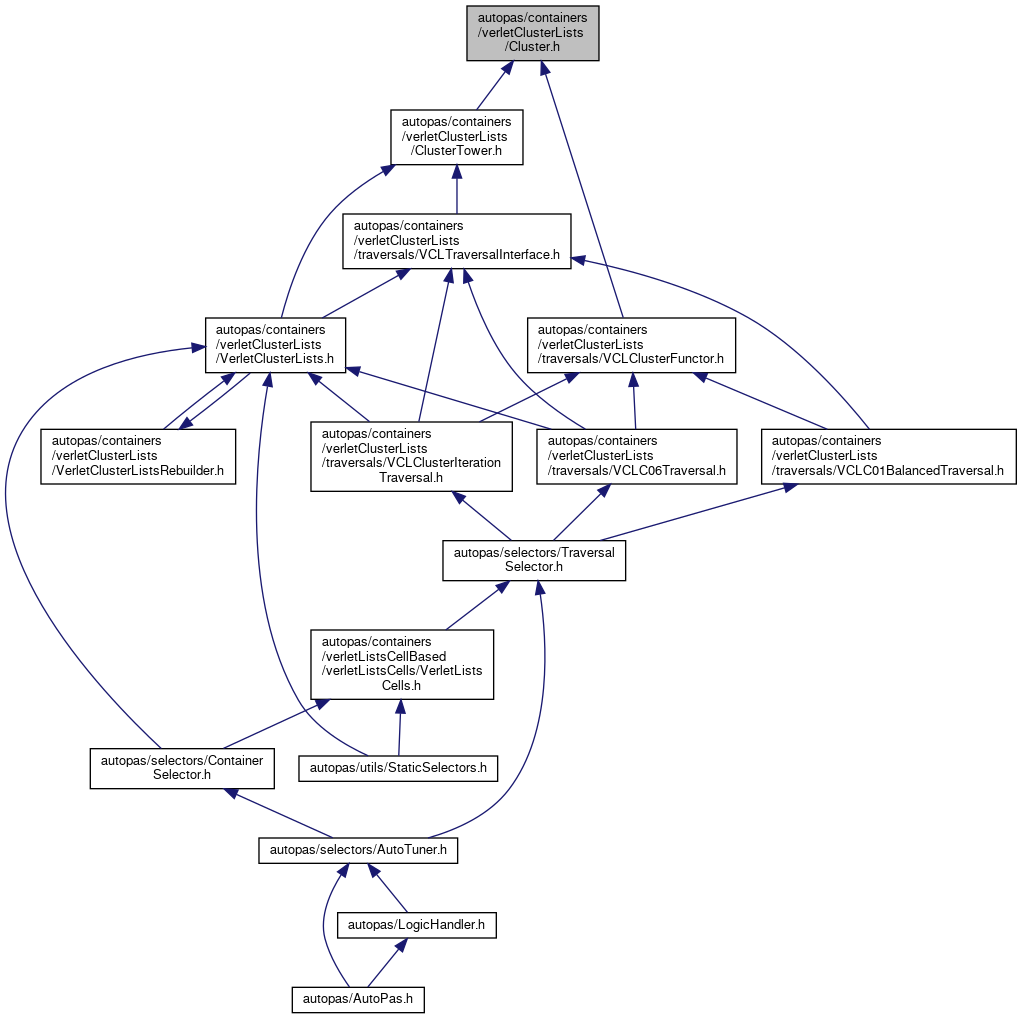 autopas/containers
/verletClusterLists
/Cluster.h
autopas/containers
/verletClusterLists
/ClusterTower.h
autopas/containers
/verletClusterLists
/traversals/VCLTraversalInterface.h
autopas/containers
/verletClusterLists
/VerletClusterLists.h
autopas/containers
/verletClusterLists
/traversals/VCLClusterFunctor.h
autopas/containers
/verletClusterLists
/VerletClusterListsRebuilder.h
autopas/containers
/verletClusterLists
/traversals/VCLClusterIteration
Traversal.h
autopas/containers
/verletClusterLists
/traversals/VCLC06Traversal.h
autopas/containers
/verletClusterLists
/traversals/VCLC01BalancedTraversal.h
autopas/selectors/Traversal
Selector.h
autopas/containers
/verletListsCellBased
/verletListsCells/VerletLists
Cells.h
autopas/selectors/Container
Selector.h
autopas/utils/StaticSelectors.h
autopas/selectors/AutoTuner.h
autopas/LogicHandler.h
autopas/AutoPas.h